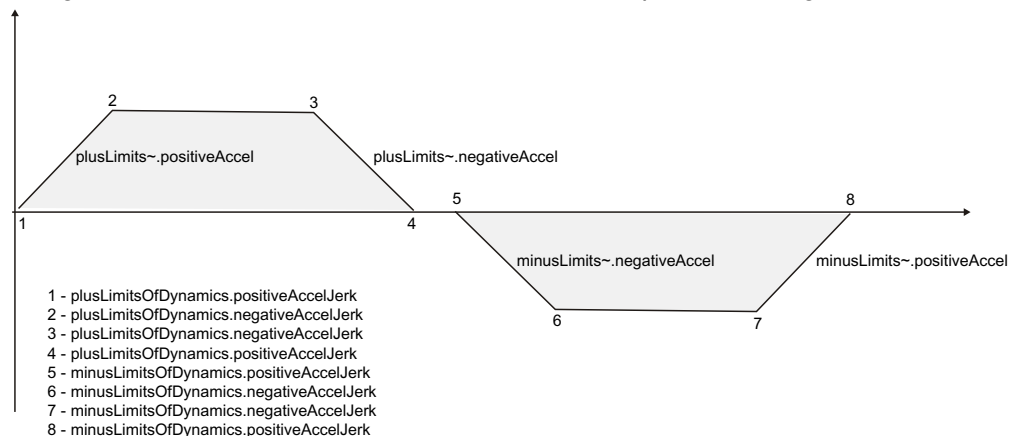 2
3
plusLimits~.positiveAccel
plusLimits~.negativeAccel
1
4
5
8
minusLimits~.negativeAccel
minusLimits~.positiveAccel
6
7
1 - plusLimitsOfDynamics.positiveAccelJerk
2 - plusLimitsOfDynamics.negativeAccelJerk
3 - plusLimitsOfDynamics.negativeAccelJerk
4 - plusLimitsOfDynamics.positiveAccelJerk
5 - minusLimitsOfDynamics.positiveAccelJerk
6 - minusLimitsOfDynamics.negativeAccelJerk
7 - minusLimitsOfDynamics.negativeAccelJerk
8 - minusLimitsOfDynamics.positiveAccelJerk